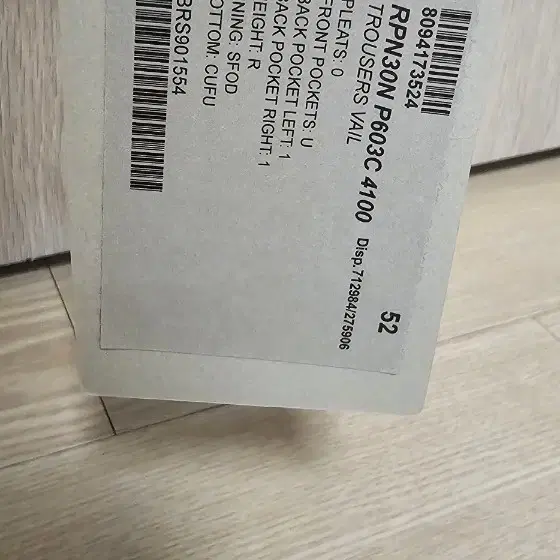 8094173524
RPN30N P603C 4100 52
TROUSERS VAIL Disp.712984/275906
PLEATS: 0
FRONT POCKETS: U
BACK POCKET LEFT: 1
BACK POCKET RIGHT: 1
EIGHT: R
NING: SFOD
OTTOM: CUFU
BRS901554